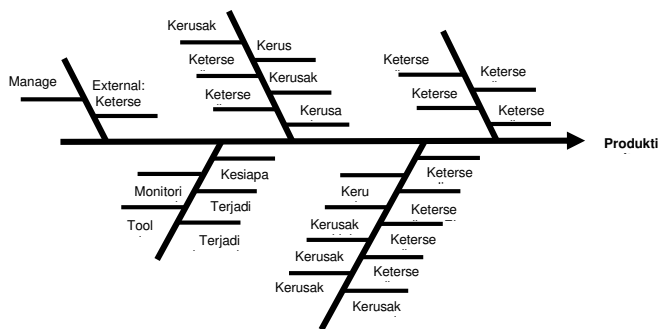 Kerusak
Kerus
Keterse
Kerusak
Keterse
Kerusa
Manage
External:
Keterse
Keterse
Keterse
Keterse
Keterse
Produkti
Kesiapa
Monitori
Terjadi
Tool
Terjadi
Keterse
Keru
Keterse
Kerusak
Keterse
Kerusak
Keterse
Kerusak
Kerusak